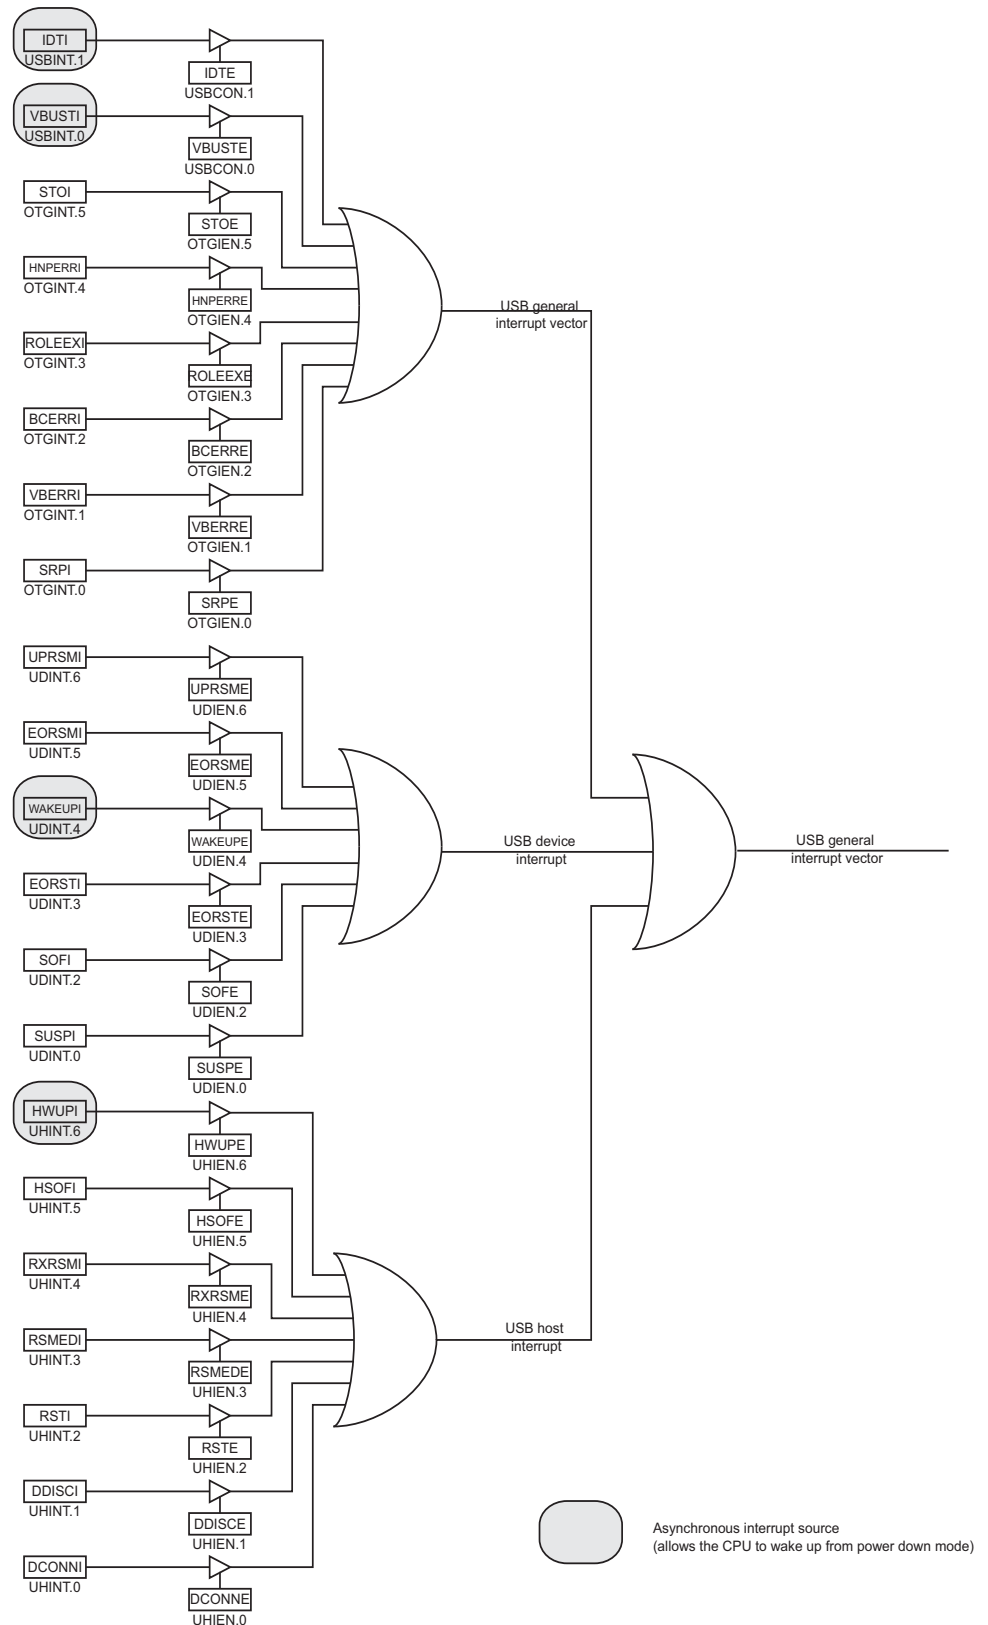 IDTI
USBINT.1
IDTE
USBCON.1
VBUSTI
USBINT.0
VBUSTE
USBCON.0
STOI
OTGINT.5
STOE
OTGIEN.5
HNPERRI
OTGINT.4
HNPERRE
OTGIEN.4
ROLEEXI
OTGINT.3
ROLEEXE
OTGIEN.3
BCERRI
OTGINT.2
BCERRE
OTGIEN.2
VBERRI
OTGINT.1
VBERRE
OTGIEN.1
SRPI
OTGINT.0
SRPE
OTGIEN.0
USB general
interrupt vector
UPRSMI
UDINT.6
UPRSME
UDIEN.6
EORSMI
UDINT.5
EORSME
UDIEN.5
WAKEUPI
UDINT.4
WAKEUPE
UDIEN.4
EORSTI
UDINT.3
EORSTE
UDIEN.3
SOFI
UDINT.2
SOFE
UDIEN.2
SUSPI
UDINT.0
SUSPE
UDIEN.0
USB device
interrupt
USB general
interrupt vector
HWUPI
UHINT.6
HWUPE
UHIEN.6
HSOFI
UHINT.5
HSOFE
UHIEN.5
RXRSMI
UHINT.4
RXRSME
UHIEN.4
RSMEDI
UHINT.3
RSMEDE
UHIEN.3
RSTI
UHINT.2
RSTE
UHIEN.2
DDISCI
UHINT.1
DDISCE
UHIEN.1
DCONNI
UHINT.0
DCONNE
UHIEN.0
USB host
interrupt
Asynchronous interrupt source
(allows the CPU to wake up from power down mode)